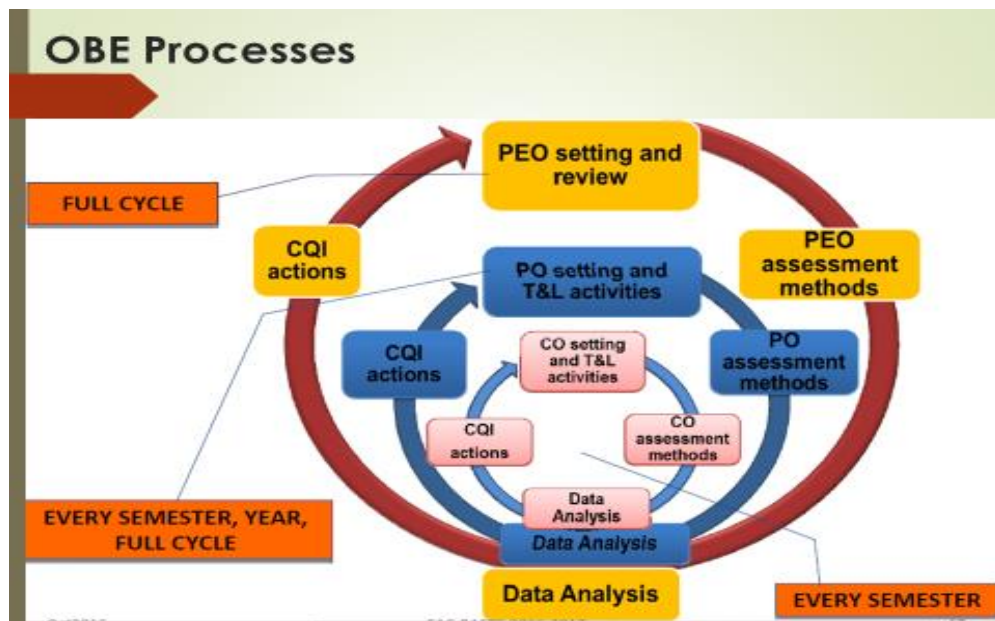 OBE Processes
PEO setting and
review
FULL CYCLE
CQI
actions
PEO
assessment
methods
PO setting and
T&L activities
CQI
actions
PO
assessment
methods
CO setting
and T&L
activities
CQI
actions
CO
assessment
methods
Data
Analysis
EVERY SEMESTER, YEAR,
FULL CYCLE
Data Analysis
Data Analysis
EVERY SEMESTER